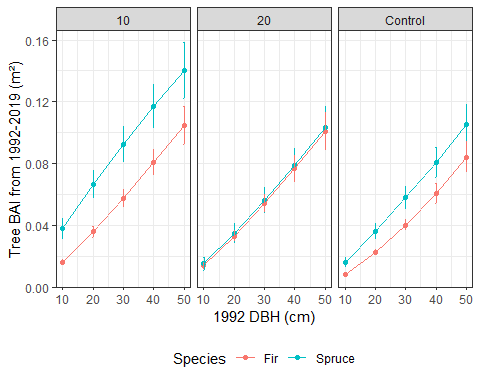 10 20 Control
Tree BAI from 1992-2019 (m²)
0.16
0.12
0.08
0.04
0.00
10 20 30 40 50 10 20 30 40 50 10 20 30 40 50
1992 DBH (cm)
Species Fir Spruce